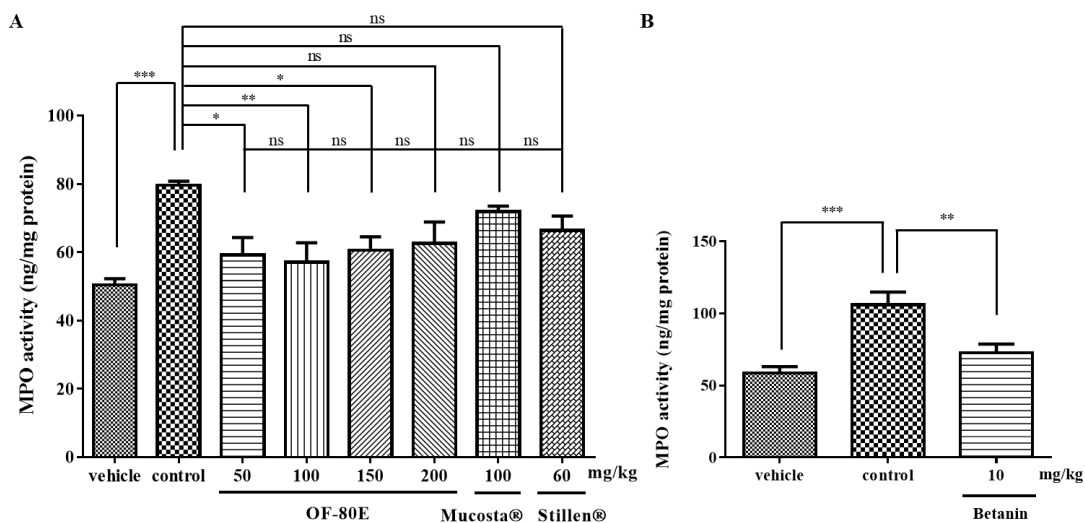 A
ns
ns
ns
***
*
**
*
ns ns ns ns ns
MPO activity (ng/mg protein)
100
80
60
40
20
0
vehicle control 50 100 150 200 100 60 mg/kg
OF-80E Mucosta® Stillen®
B
*** **
MPO activity (ng/mg protein)
150
100
50
0
vehicle control 10 mg/kg
Betanin